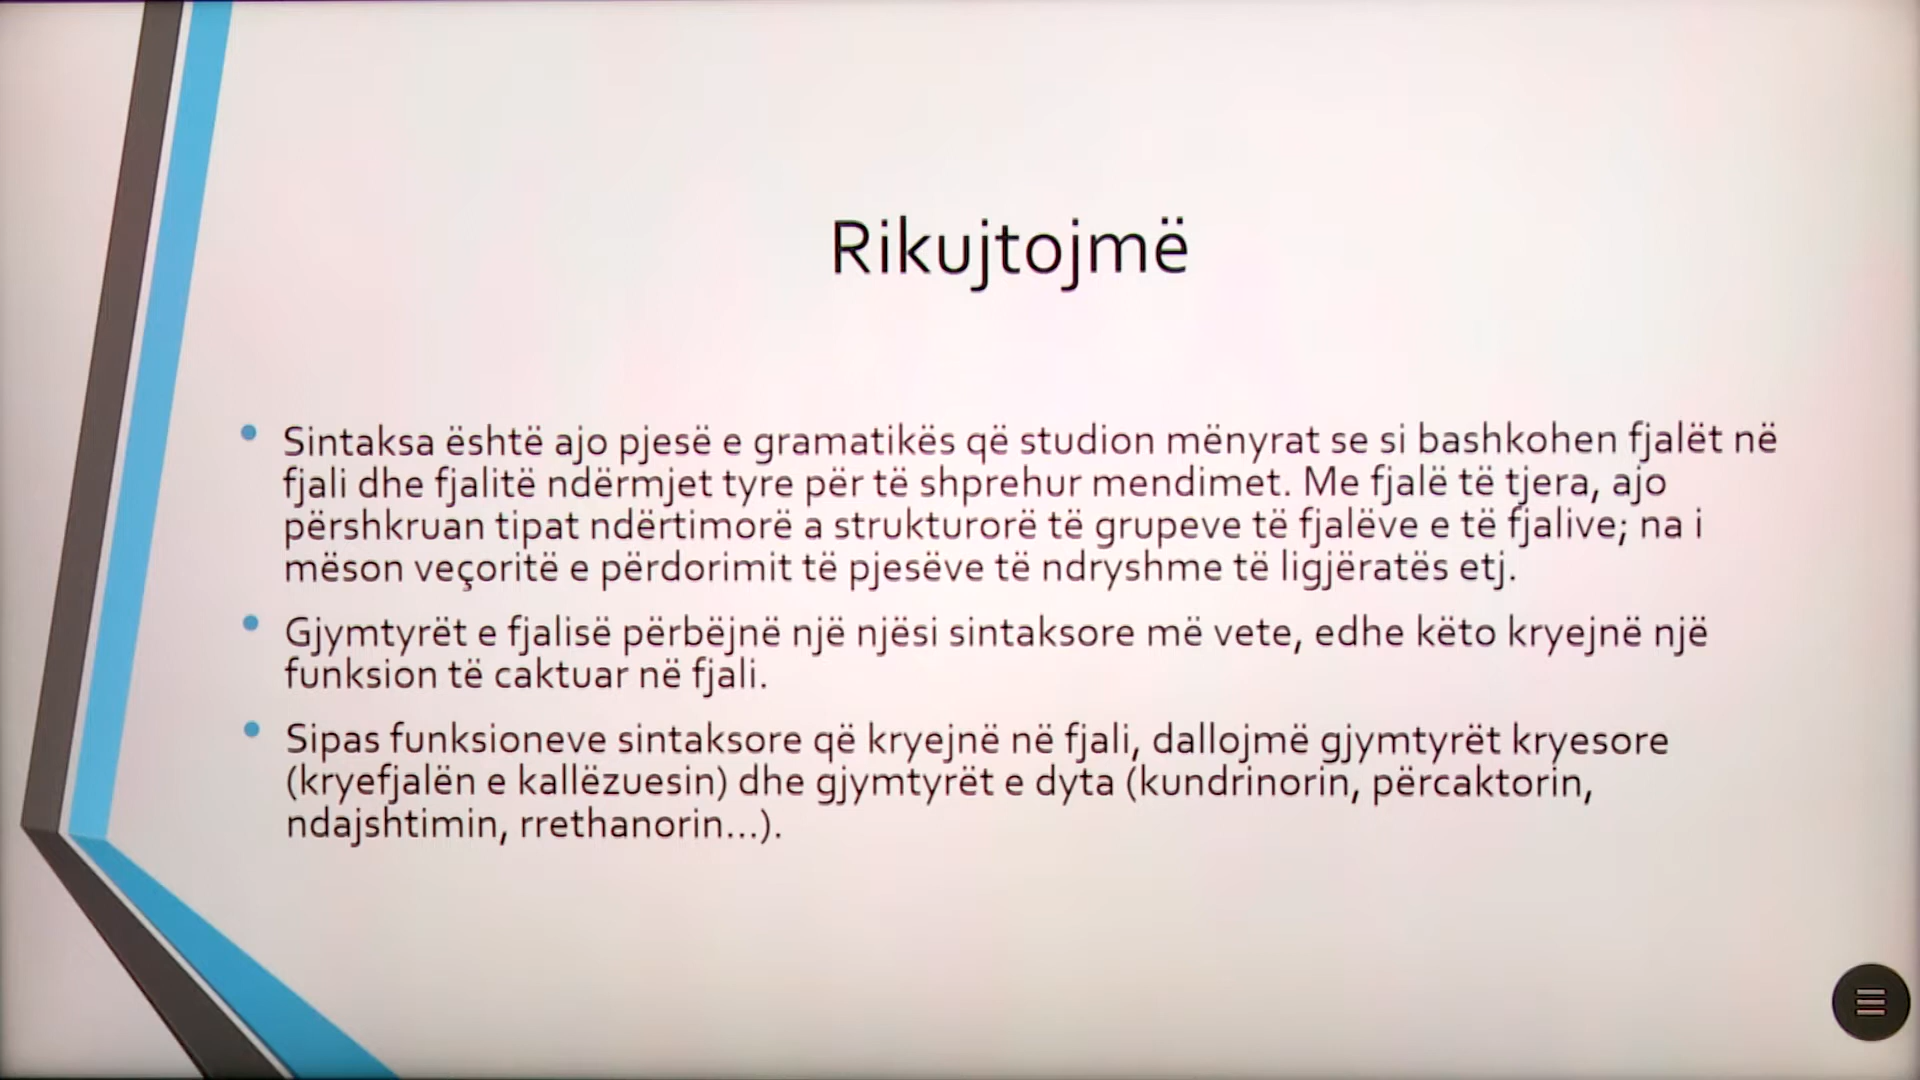 Rikujtojmë
• Sintaksa është ajo pjesë e gramatikës që studion mënyrat se si bashkohen fjalët në
fjali dhe fjalitë ndërmjet tyre për të shprehur mendimet. Me fjalë të tjera, ajo
përshkruan tipat ndërtimorë a strukturorë të grupeve të fjalëve e të fjalive; na i
mëson veçoritë e përdorimit të pjesëve të ndryshme të ligjëratës etj.
• Gjymtyrët e fjalisë përbëjnë një njësi sintaksore më vete, edhe këto kryejnë një
funksion të caktuar në fjali.
• Sipas funksioneve sintaksore që kryejnë në fjali, dallojmë gjymtyrët kryesore
(kryefjalën e kallëzuesin) dhe gjymtyrët e dyta (kundrinorin, përcaktorin,
ndajshtimin, rrethanorin...).